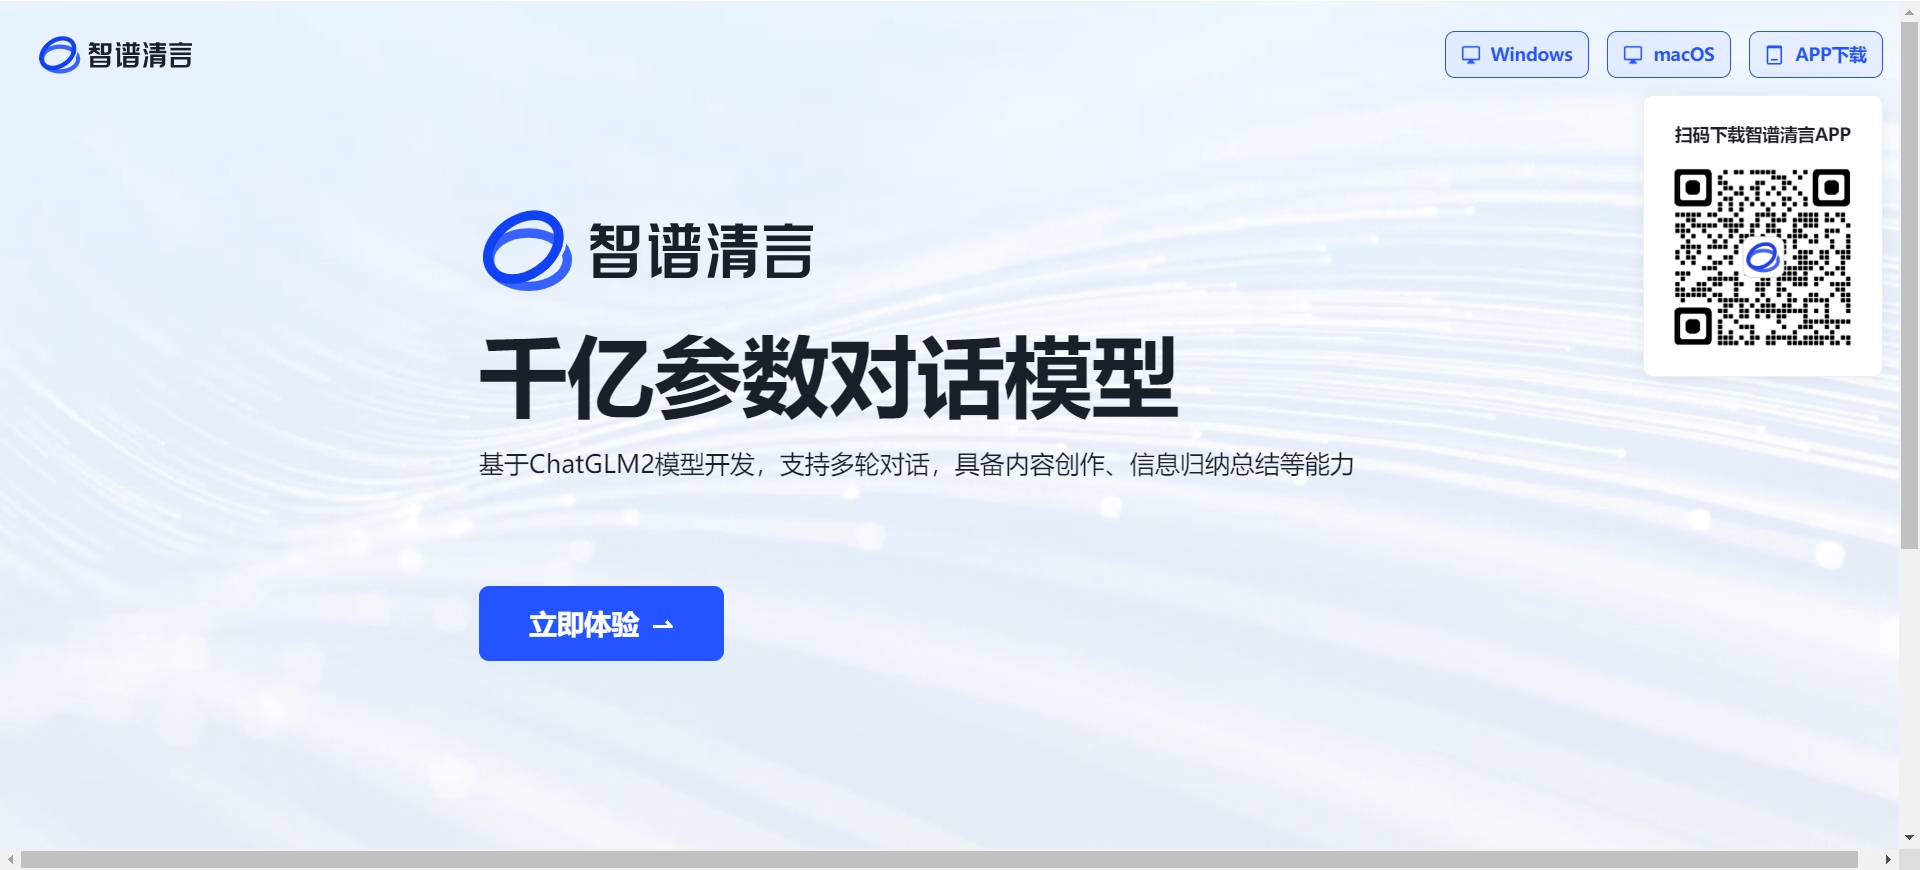 智谱清言
Windows
macOS
APP下载
扫码下载智谱清言APP
智谱清言
千亿参数对话模型
基于ChatGLM2模型开发，支持多轮对话，具备内容创作、信息归纳总结等能力
立即体验